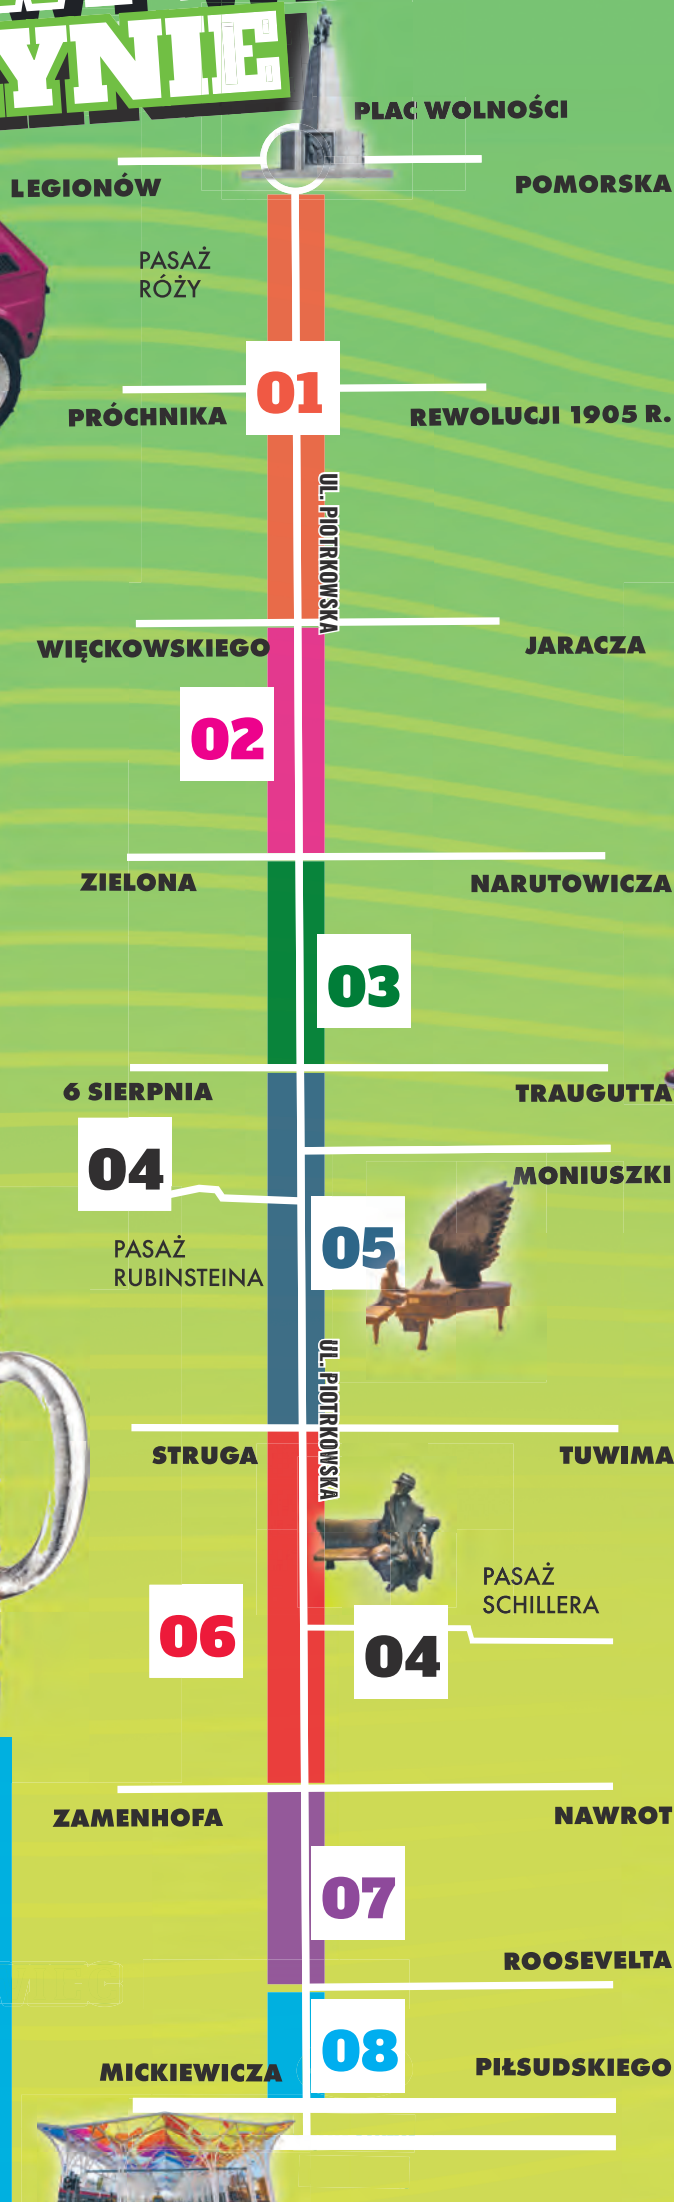 YNIE
PLAC WOLNOŚCI
LEGIONÓW
POMORSKA
PASAŻ
RÓŻY
01
PRÓCHNIKA
REWOLUCJI 1905 R.
UL. PIOTRKOWSKA
WIĘCKOWSKIEGO
JARACZA
02
ZIELONA
NARUTOWICZA
03
6 SIERPNIA
TRAUGUTTA
04
MONIUSZKI
PASAŻ
RUBINSTEINA
05
UL. PIOTRKOWSKA
STRUGA
TUWIMA
PASAŻ
SCHILLERA
06
04
ZAMENHOFA
NAWROT
07
ROOSEVELTA
08
MICKIEWICZA
PIŁSUDSKIEGO